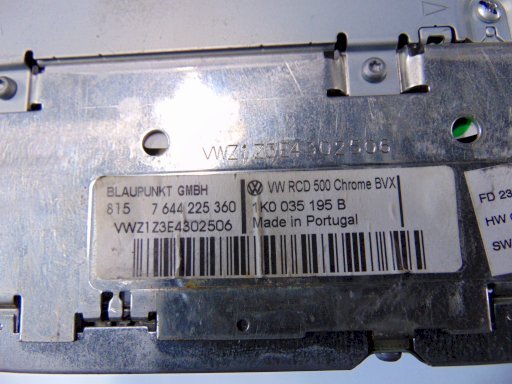 VWZ1Z3E4302506
BLAUPUNKT GMBH
815 7 644 225 360
VWZ1Z3E4302506
VW RCD 500 Chrome BVX
1K0 035 195 B
Made in Portugal
FD 23
HW
SW